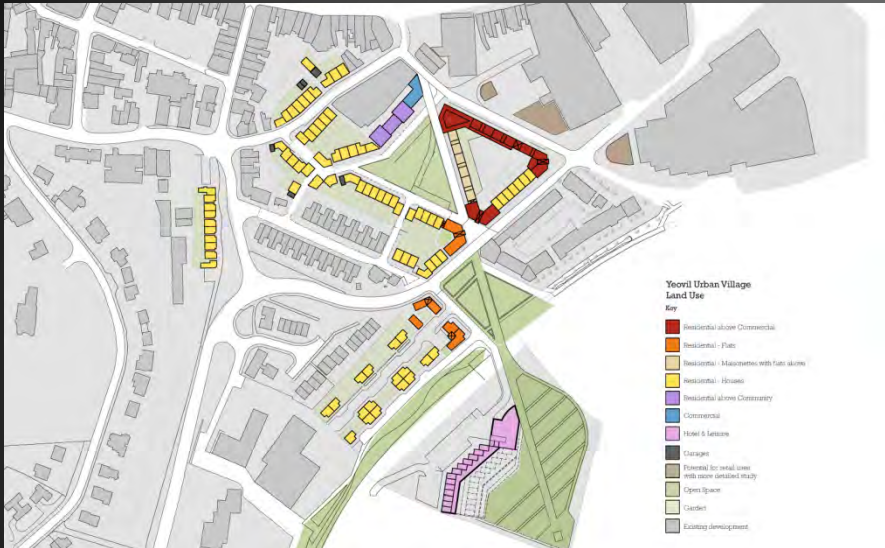 Yeovil Urban Village
Land Use
Key
Residential above Commercial
Residential - Flats
Residential - Maisonettes with flats above
Residential - Houses
Residential above Community
Commercial
Hotel & Leisure
Garages
Potential for retail uses
with more detailed study
Open Space
Garden
Existing development